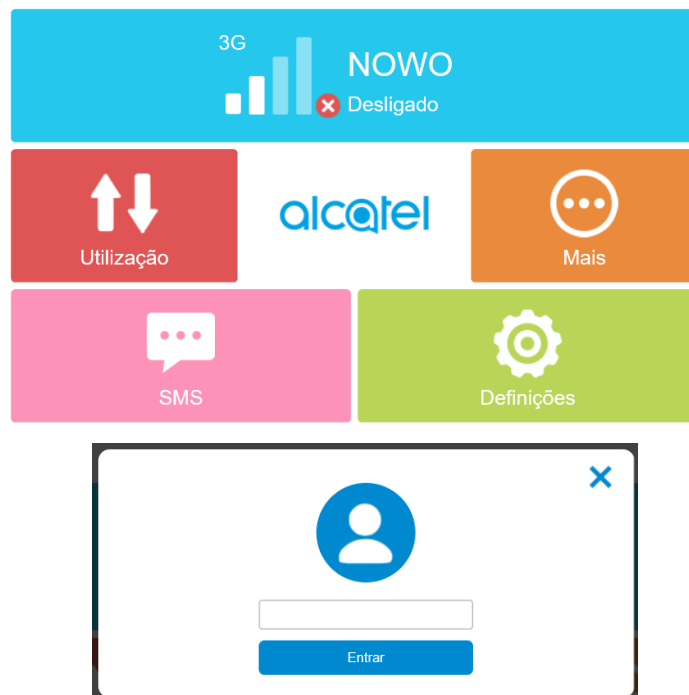 3G
NOWO
Desligado
Utilização
alcatel
Mais
SMS
Definições
Entrar